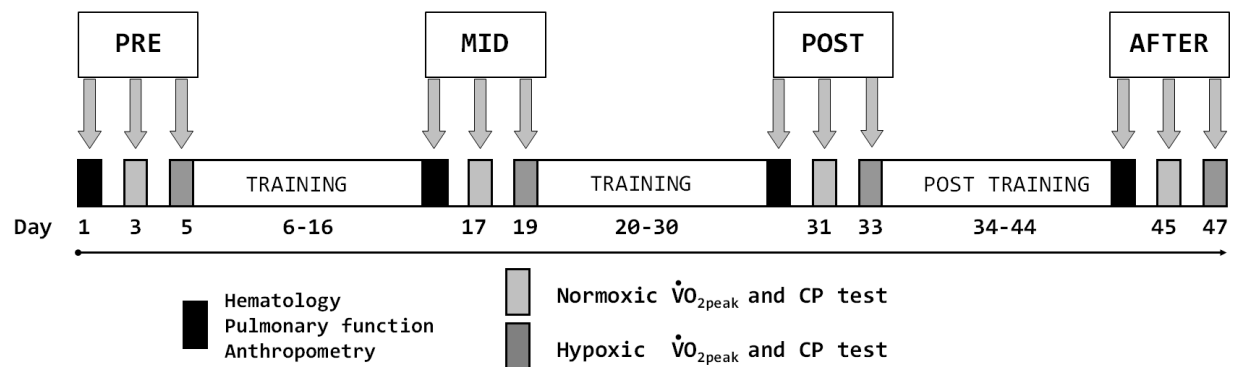 PRE MID POST AFTER
TRAINING TRAINING POST TRAINING
Day 1 3 5 6-16 17 19 20-30 31 33 34-44 45 47
Hematology
Pulmonary function
Anthropometry
Normoxic V̇O₂peak and CP test
Hypoxic V̇O₂peak and CP test